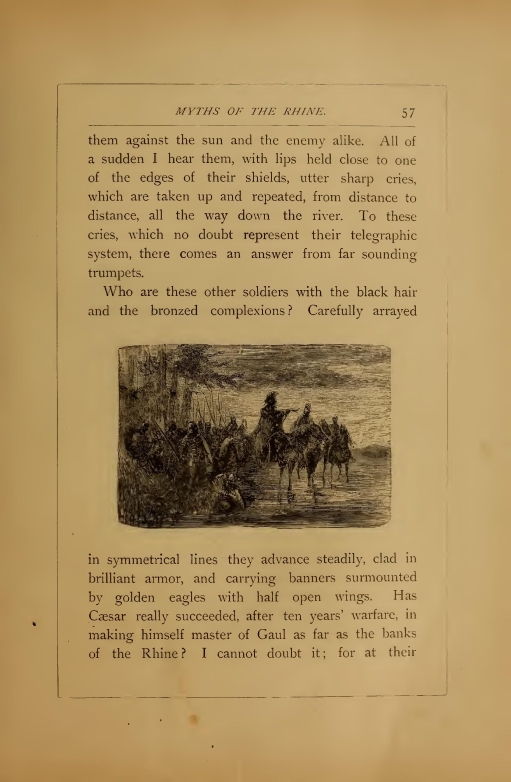 MYTHS OF THE RHINE. 57
them against the sun and the enemy alike. All of
a sudden I hear them, with lips held close to one
of the edges of their shields, utter sharp cries,
which are taken up and repeated, from distance to
distance, all the way down the river. To these
cries, which no doubt represent their telegraphic
system, there comes an answer from far sounding
trumpets.
Who are these other soldiers with the black hair
and the bronzed complexions? Carefully arrayed
in symmetrical lines they advance steadily, clad in
brilliant armor, and carrying banners surmounted
by golden eagles with half open wings. Has
Cæsar really succeeded, after ten years' warfare, in
making himself master of Gaul as far as the banks
of the Rhine? I cannot doubt it; for at their